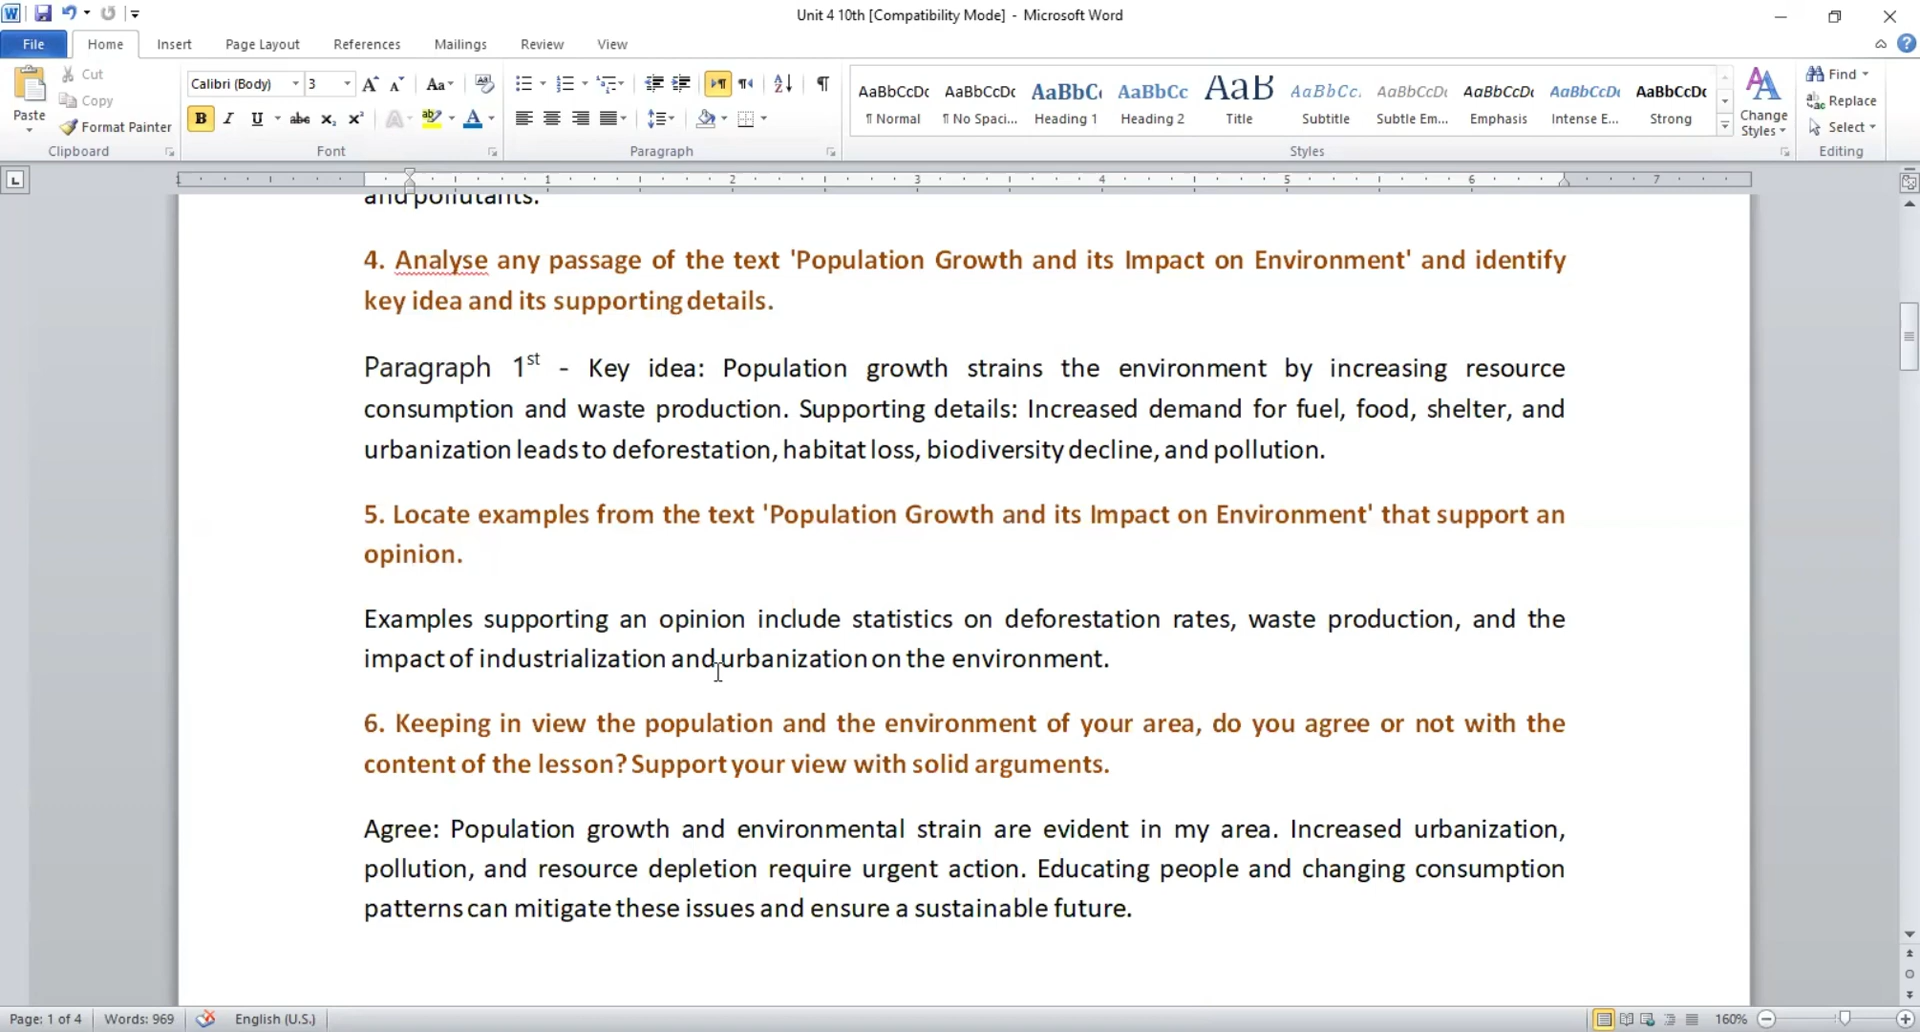 Unit 4 10th [Compatibility Mode] - Microsoft Word
File Home Insert Page Layout References Mailings Review View
Paste Cut Copy Format Painter Clipboard
Calibri (Body) 3 Font
Paragraph
AaBbCcDc AaBbCcDc AaBbC AaBbCc AaB AaBbCc. AaBbCcDc AaBbCcDc AaBbCcDc AaBbCcDc
¶ Normal ¶ No Spaci... Heading 1 Heading 2 Title Subtitle Subtle Em... Emphasis Intense E... Strong
Styles
Change Styles
Find Replace Select Editing
1 1 2 3 4 5 6 7
and pollutants.
4. Analyse any passage of the text 'Population Growth and its Impact on Environment' and identify
key idea and its supporting details.
Paragraph 1st - Key idea: Population growth strains the environment by increasing resource
consumption and waste production. Supporting details: Increased demand for fuel, food, shelter, and
urbanization leads to deforestation, habitat loss, biodiversity decline, and pollution.
5. Locate examples from the text 'Population Growth and its Impact on Environment' that support an
opinion.
Examples supporting an opinion include statistics on deforestation rates, waste production, and the
impact of industrialization and urbanization on the environment.
6. Keeping in view the population and the environment of your area, do you agree or not with the
content of the lesson? Support your view with solid arguments.
Agree: Population growth and environmental strain are evident in my area. Increased urbanization,
pollution, and resource depletion require urgent action. Educating people and changing consumption
patterns can mitigate these issues and ensure a sustainable future.
Page: 1 of 4 Words: 969 English (U.S.) 160%